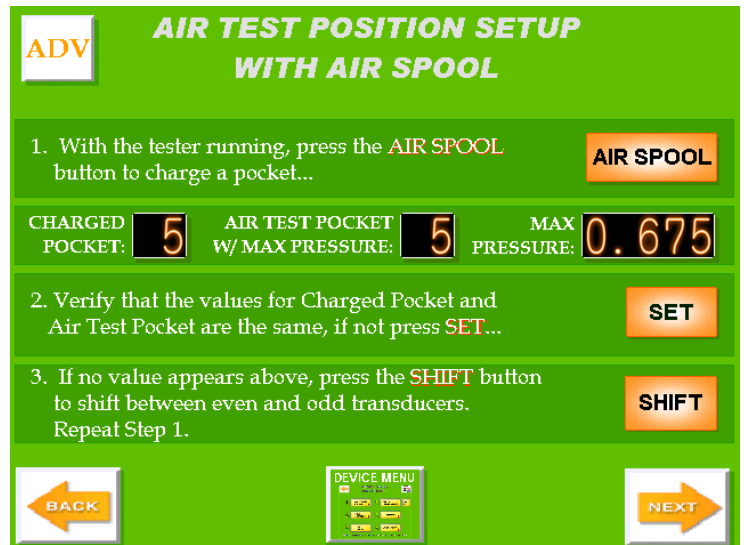 ADV
AIR TEST POSITION SETUP
WITH AIR SPOOL
1. With the tester running, press the AIR SPOOL
button to charge a pocket...
AIR SPOOL
CHARGED
POCKET:
5
AIR TEST POCKET
W/ MAX PRESSURE:
5
MAX
PRESSURE:
0.675
2. Verify that the values for Charged Pocket and
Air Test Pocket are the same, if not press SET...
SET
3. If no value appears above, press the SHIFT button
to shift between even and odd transducers.
Repeat Step 1.
SHIFT
BACK
DEVICE MENU
NEXT